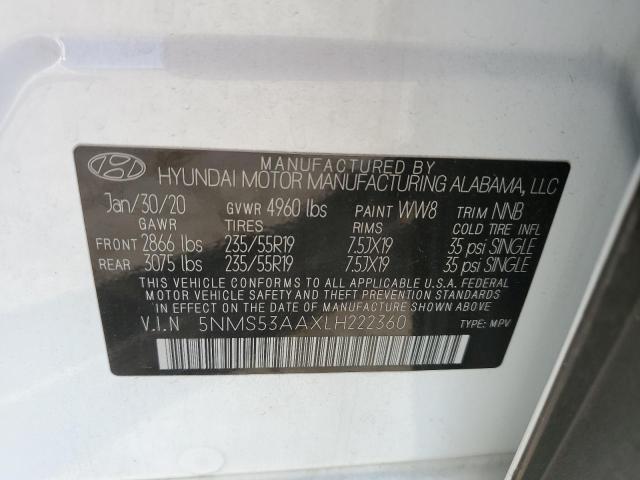 MANUFACTURED BY
HYUNDAI MOTOR MANUFACTURING ALABAMA, LLC
Jan/30/20 GVWR 4960 lbs PAINT WW8 TRIM NNB
GAWR TIRES RIMS COLD TIRE INFL
FRONT 2866 lbs 235/55R19 7.5JX19 35 psi SINGLE
REAR 3075 lbs 235/55R19 7.5JX19 35 psi SINGLE
THIS VEHICLE CONFORMS TO ALL APPLICABLE U.S.A. FEDERAL
MOTOR VEHICLE SAFETY, BUMPER, AND THEFT PREVENTION STANDARDS
IN EFFECT ON THE DATE OF MANUFACTURE SHOWN ABOVE.
V.I.N 5NMS53AAXLH222360 TYPE: MPV